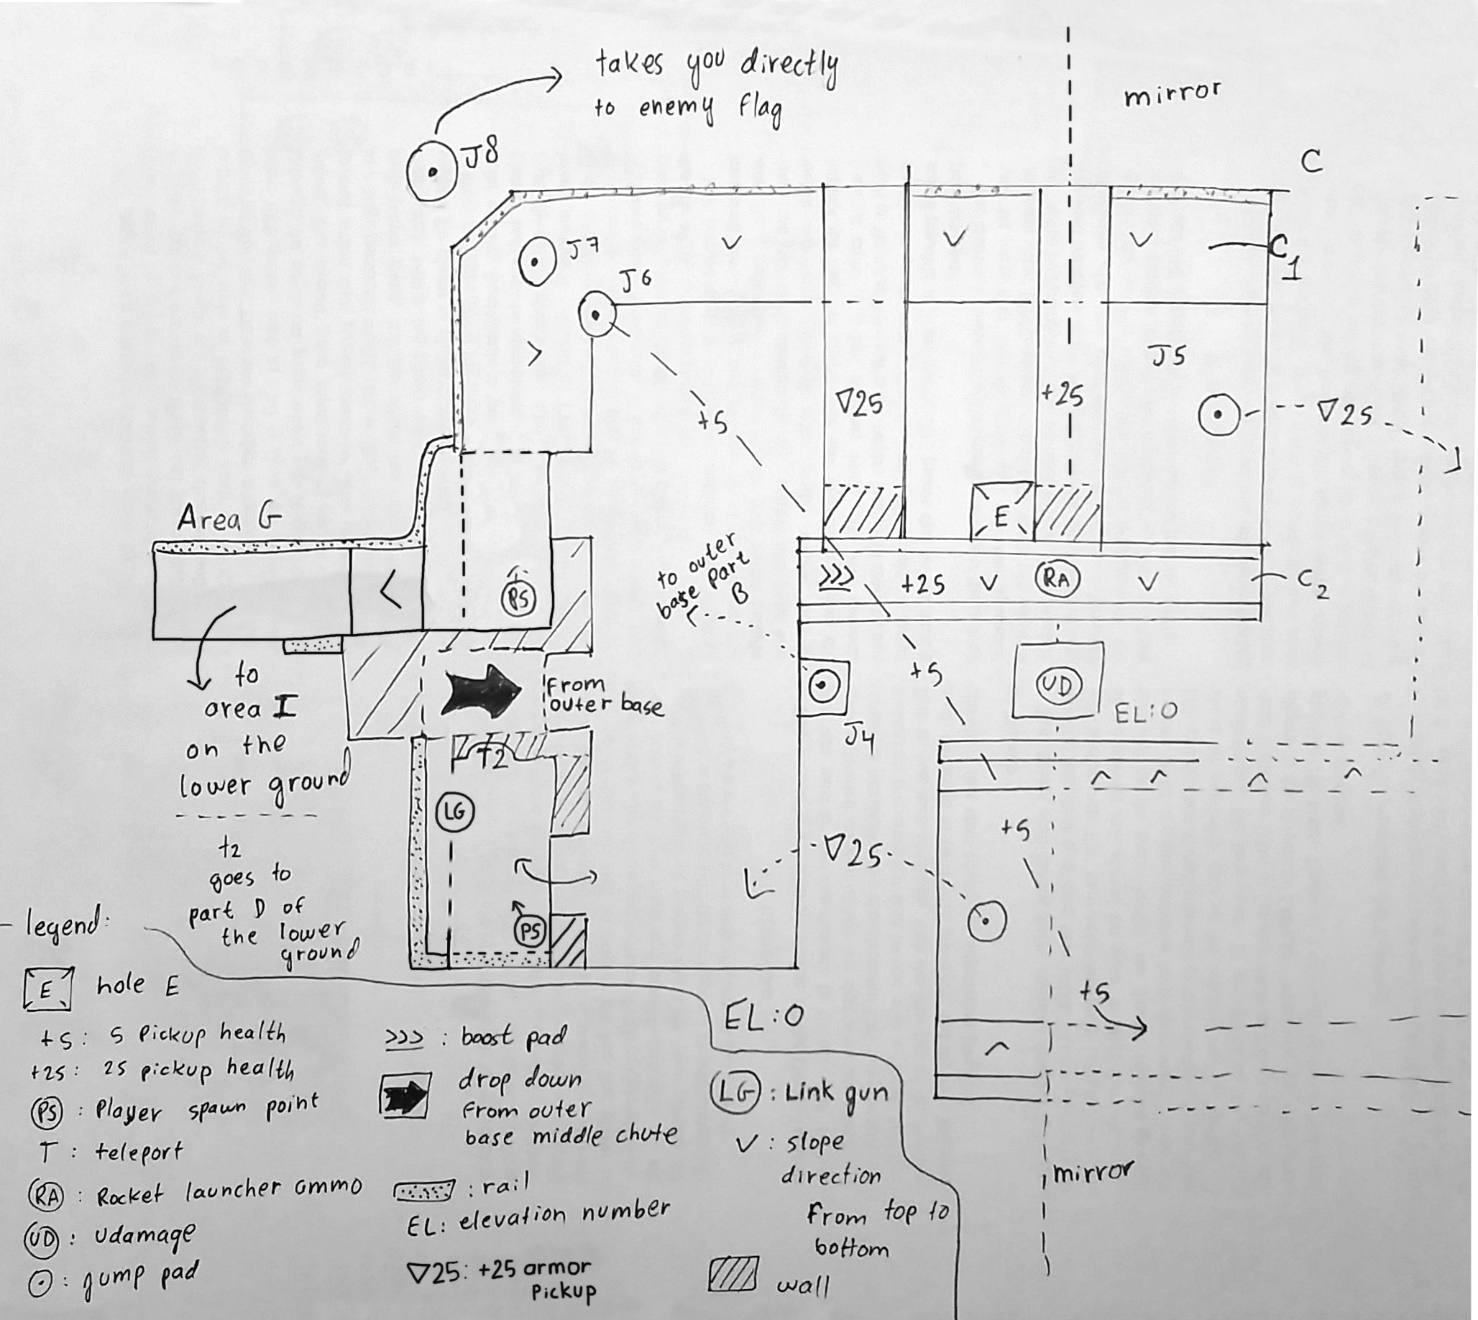 takes you directly
to enemy flag
mirror
J8
C
J7
J6
C1
J5
▽25
+25
▽25
+5
Area G
E
to outer
base part
B
PS
>>>
+25
RA
C2
+5
UD
EL:O
J4
From
outer base
to
area I
on the
lower ground
T2
LG
+5
▽25
t2
goes to
part D of
the lower
ground
PS
+5
EL:O
legend:
E hole E
+5: 5 pickup health
+25: 25 pickup health
PS : Player spawn point
T : teleport
RA : Rocket launcher ammo
UD : udamage
: jump pad
>>> : boost pad
drop down
from outer
base middle chute
: rail
EL: elevation number
▽25: +25 armor
pickup
LG : Link gun
V : slope
direction
From top to
bottom
wall
mirror